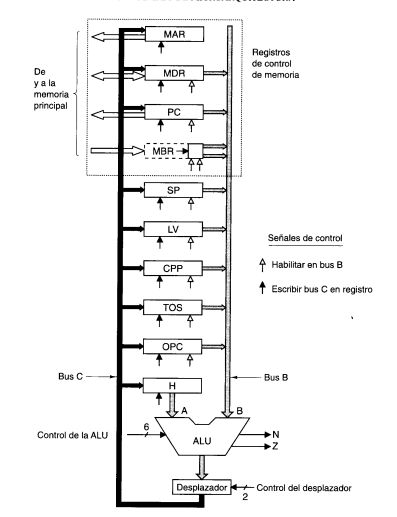 MAR
Registros
de control
de memoria
MDR
De
y a la
memoria
principal
PC
MBR
SP
LV
Señales de control
CPP
Habilitar en bus B
Escribir bus C en registro
TOS
OPC
Bus C
H
Bus B
A
B
6
Control de la ALU
ALU
N
Z
Desplazador
Control del desplazador
2